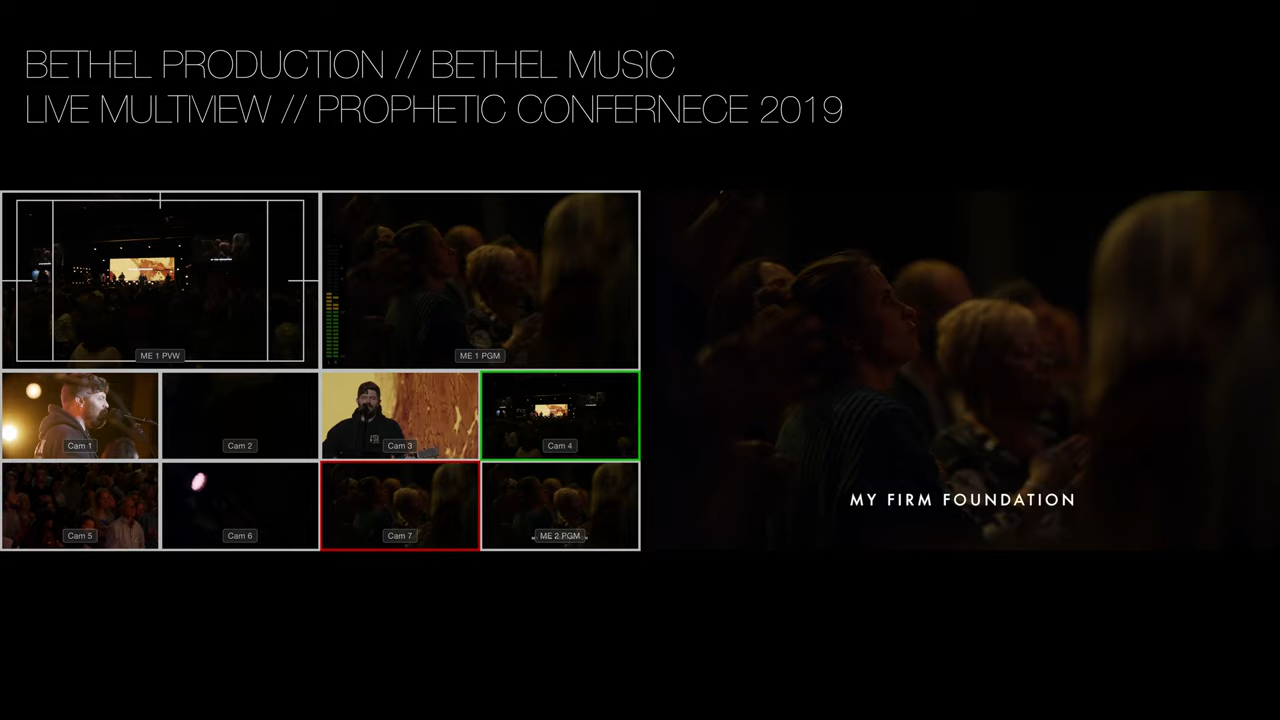 BETHEL PRODUCTION // BETHEL MUSIC
LIVE MULTIVIEW // PROPHETIC CONFERNECE 2019
ME 1 PVW
ME 1 PGM
Cam 1
Cam 2
Cam 3
Cam 4
Cam 5
Cam 6
Cam 7
ME 2 PGM
MY FIRM FOUNDATION